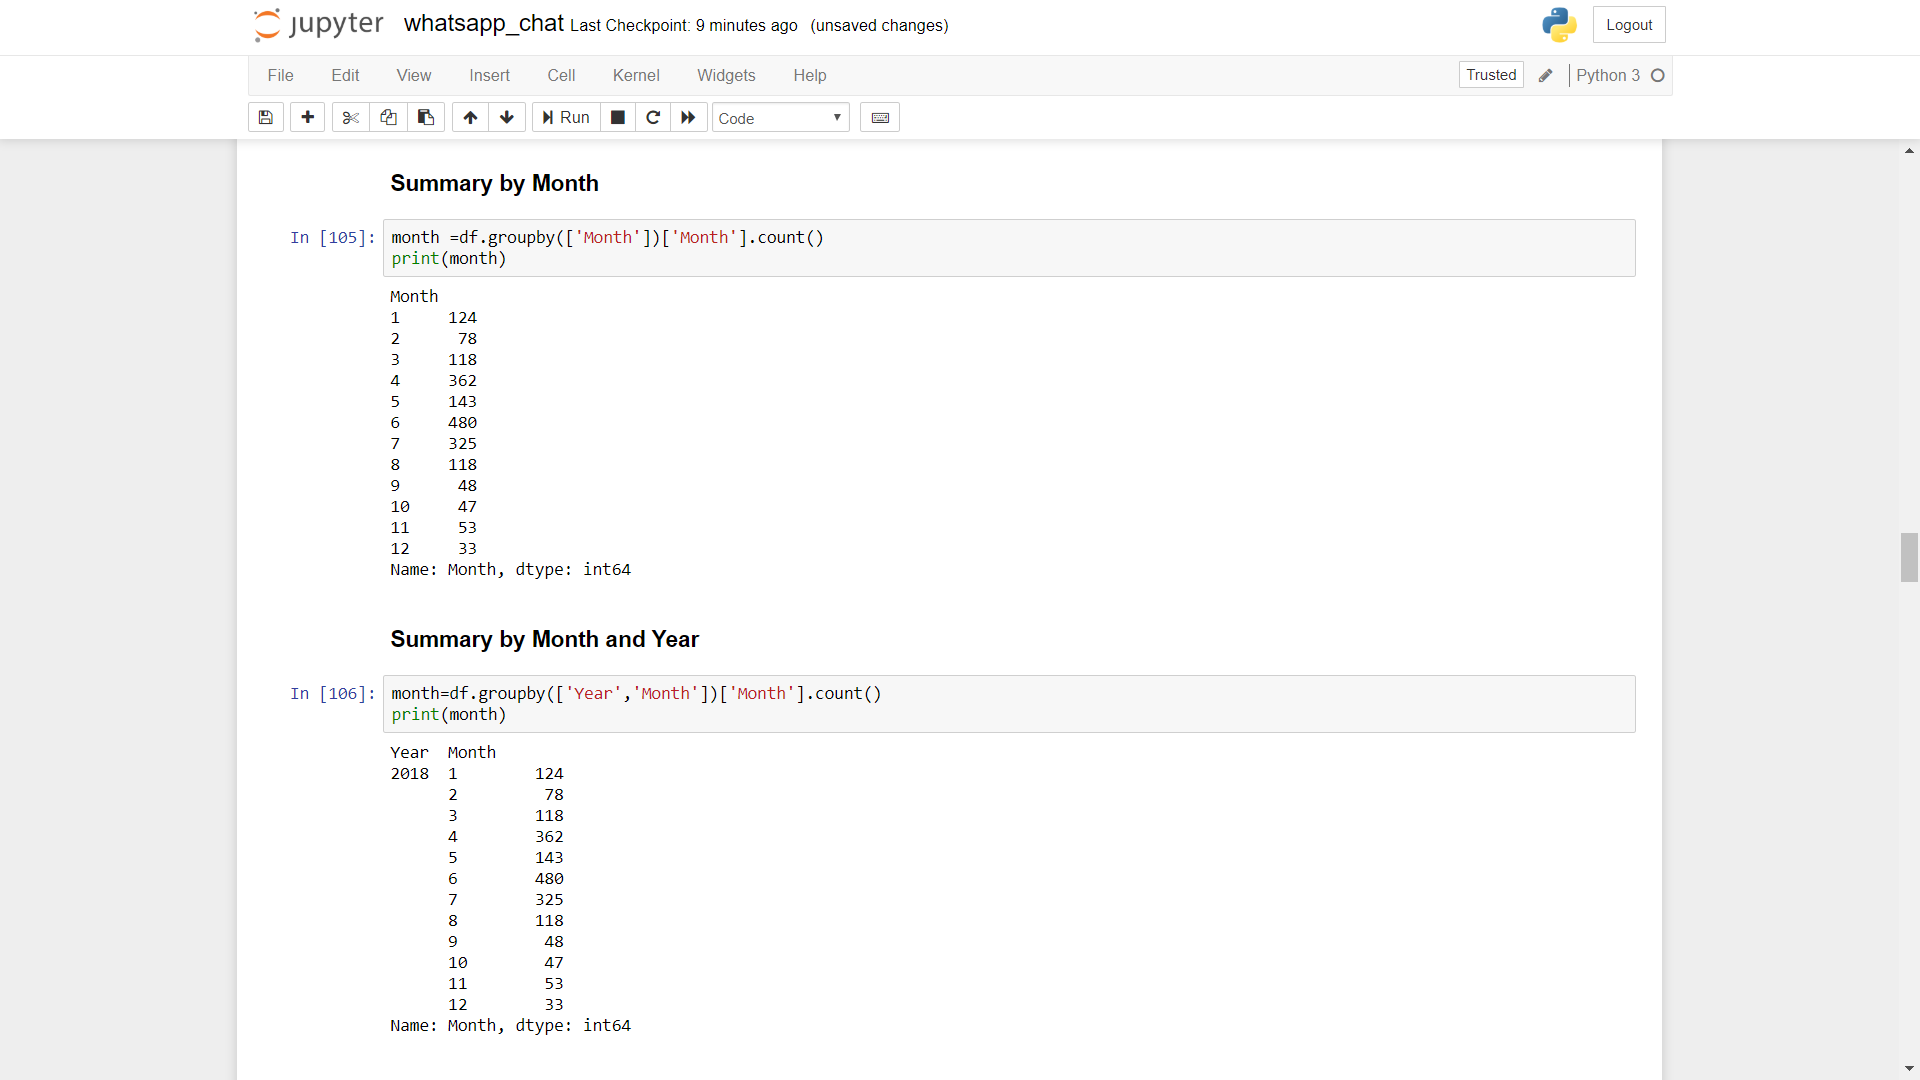 jupyter whatsapp_chat Last Checkpoint: 9 minutes ago (unsaved changes) Logout
File Edit View Insert Cell Kernel Widgets Help Trusted Python 3
Run Code
Summary by Month
In [105]: month =df.groupby(['Month'])['Month'].count()
print(month)
Month
1 124
2 78
3 118
4 362
5 143
6 480
7 325
8 118
9 48
10 47
11 53
12 33
Name: Month, dtype: int64
Summary by Month and Year
In [106]: month=df.groupby(['Year','Month'])['Month'].count()
print(month)
Year Month
2018 1 124
2 78
3 118
4 362
5 143
6 480
7 325
8 118
9 48
10 47
11 53
12 33
Name: Month, dtype: int64